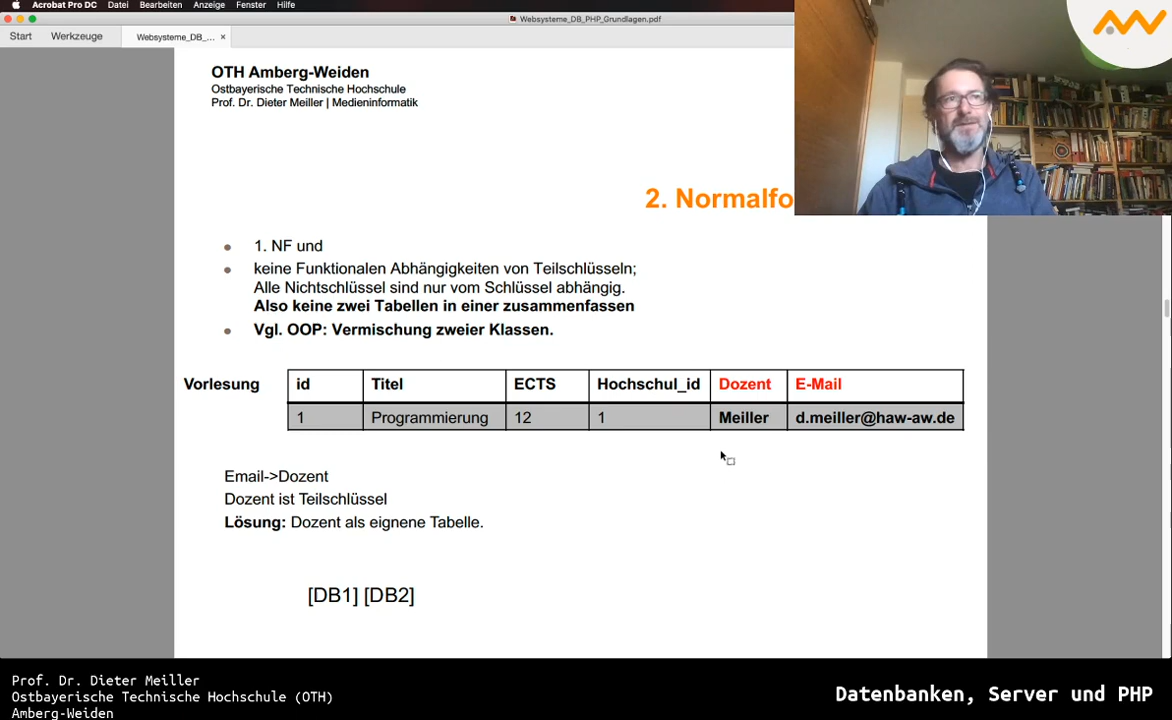 Acrobat Pro DC Datei Bearbeiten Anzeige Fenster Hilfe
Websysteme_DB_PHP_Grundlagen.pdf
Start Werkzeuge Websysteme_DB_... ×
OTH Amberg-Weiden
Ostbayerische Technische Hochschule
Prof. Dr. Dieter Meiller | Medieninformatik
2. Normalfo
1. NF und
keine Funktionalen Abhängigkeiten von Teilschlüsseln;
Alle Nichtschlüssel sind nur vom Schlüssel abhängig.
Also keine zwei Tabellen in einer zusammenfassen
Vgl. OOP: Vermischung zweier Klassen.
Vorlesung id Titel ECTS Hochschul_id Dozent E-Mail
1 Programmierung 12 1 Meiller d.meiller@haw-aw.de
Email->Dozent
Dozent ist Teilschlüssel
Lösung: Dozent als eignene Tabelle.
[DB1] [DB2]
Prof. Dr. Dieter Meiller
Ostbayerische Technische Hochschule (OTH)
Amberg-Weiden
Datenbanken, Server und PHP